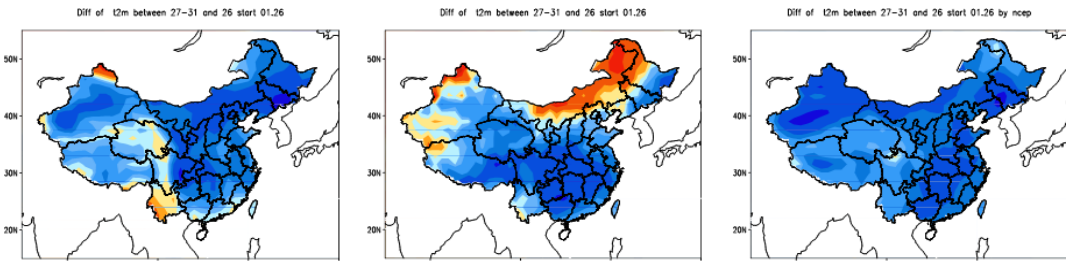 Diff of t2m between 27-31 and 26 start 01.26
Diff of t2m between 27-31 and 26 start 01.26
Diff of t2m between 27-31 and 26 start 01.26 by ncep
50N
40N
30N
20N
50N
40N
30N
20N
50N
40N
30N
20N